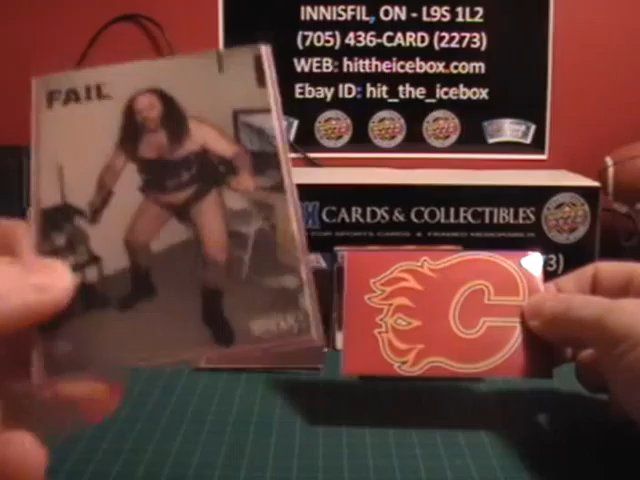 INNISFIL, ON - L9S 1L2
(705) 436-CARD (2273)
WEB: hittheicebox.com
Ebay ID: hit_the_icebox
FAIL
CARDS & COLLECTIBLES
C